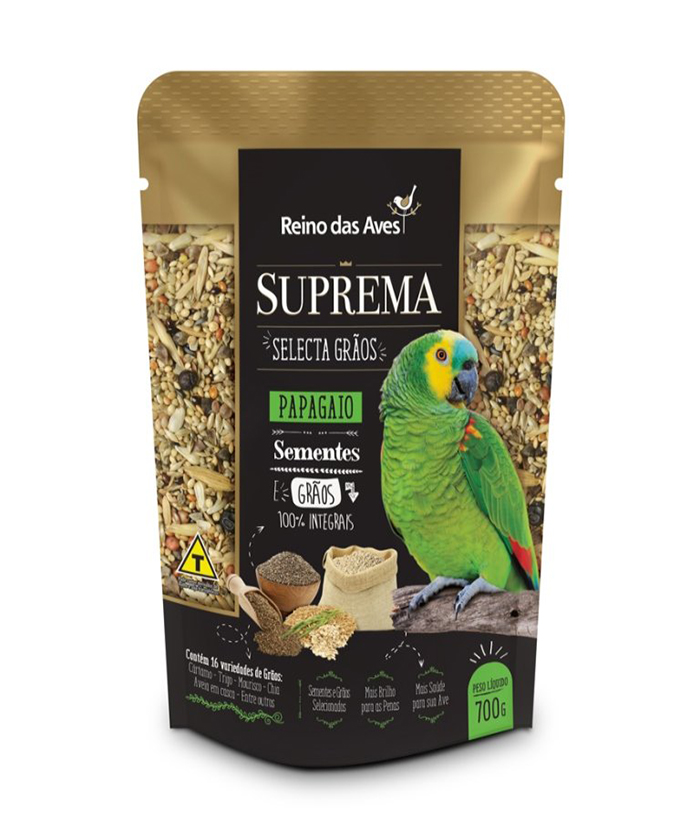 Reino das Aves
SUPREMA
SELECTA GRÃOS
PAPAGAIO
Sementes
E GRÃOS
100% INTEGRAIS
T
Contém 16 variedades de Grãos:
Cártamo - Trigo - Mourisco - Chia
Aveia em casca - Entre outros
Sementes e Grãos
Selecionados
Mais Brilho
para as Penas
Mais Saúde
para sua Ave
PESO LÍQUIDO
700G